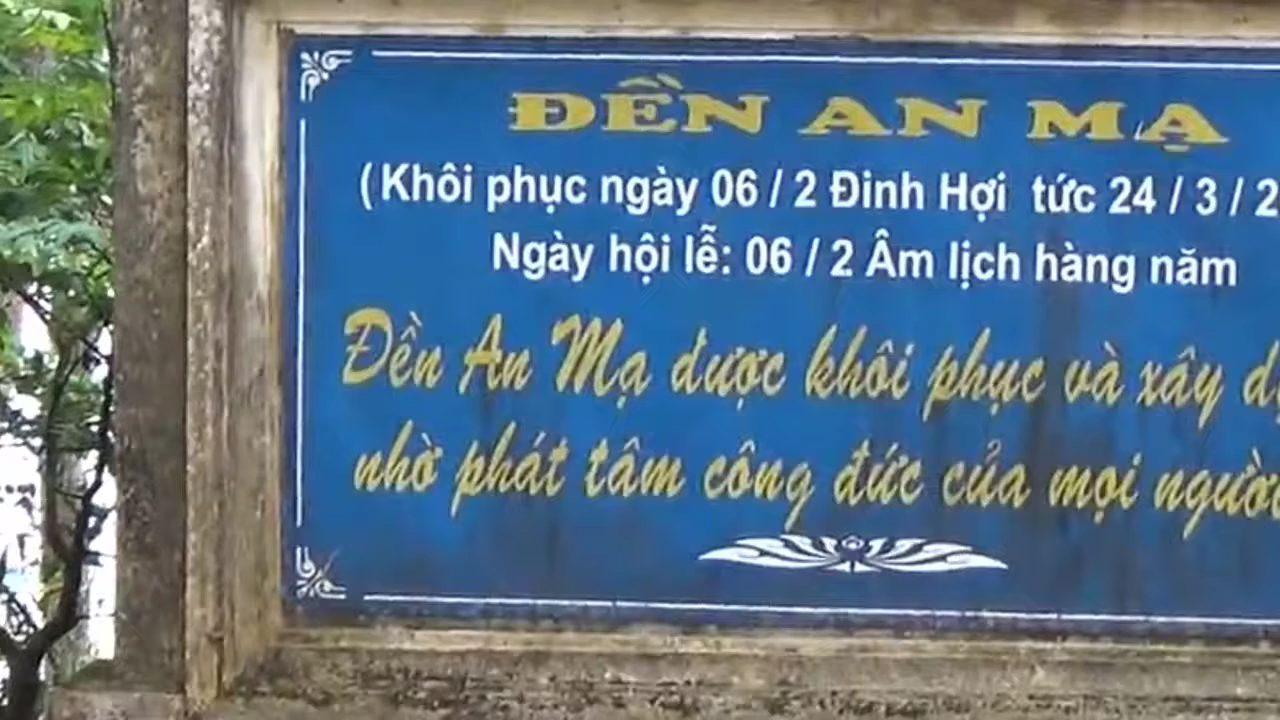 ĐỀN AN MẠ
(Khôi phục ngày 06 / 2 Đinh Hợi tức 24 / 3 / 2
Ngày hội lễ: 06 / 2 Âm lịch hàng năm
Đền An Mạ được khôi phục và xây
nhờ phát tâm công đức của mọi người